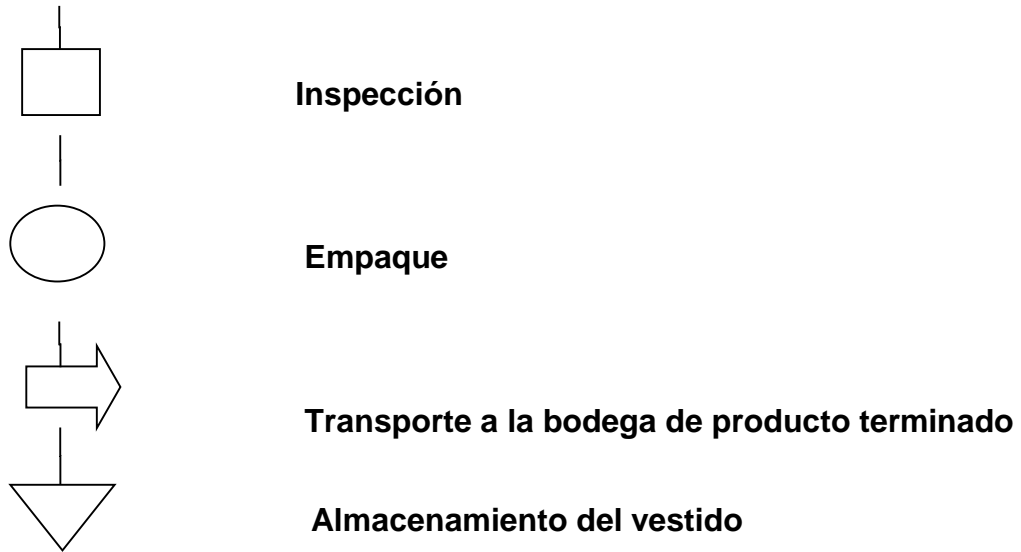 Inspección
Empaque
Transporte a la bodega de producto terminado
Almacenamiento del vestido